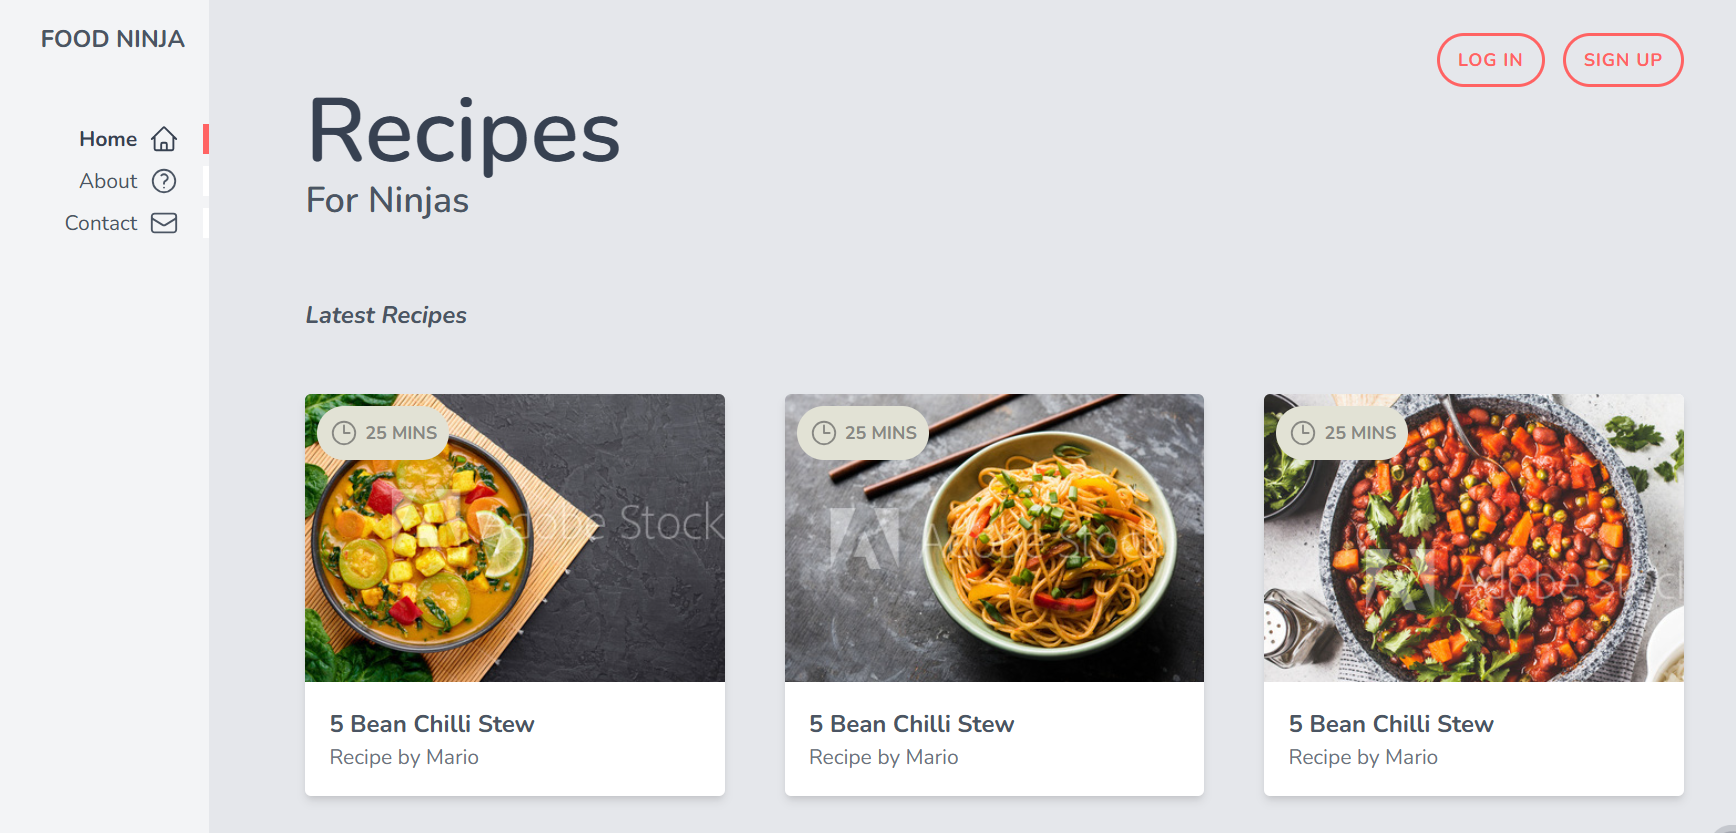 FOOD NINJA
Home
About
Contact
LOG IN
SIGN UP
Recipes
For Ninjas
Latest Recipes
25 MINS
Adobe Stock
5 Bean Chilli Stew
Recipe by Mario
25 MINS
Adobe Stock
5 Bean Chilli Stew
Recipe by Mario
25 MINS
Adobe Stoc
5 Bean Chilli Stew
Recipe by Mario